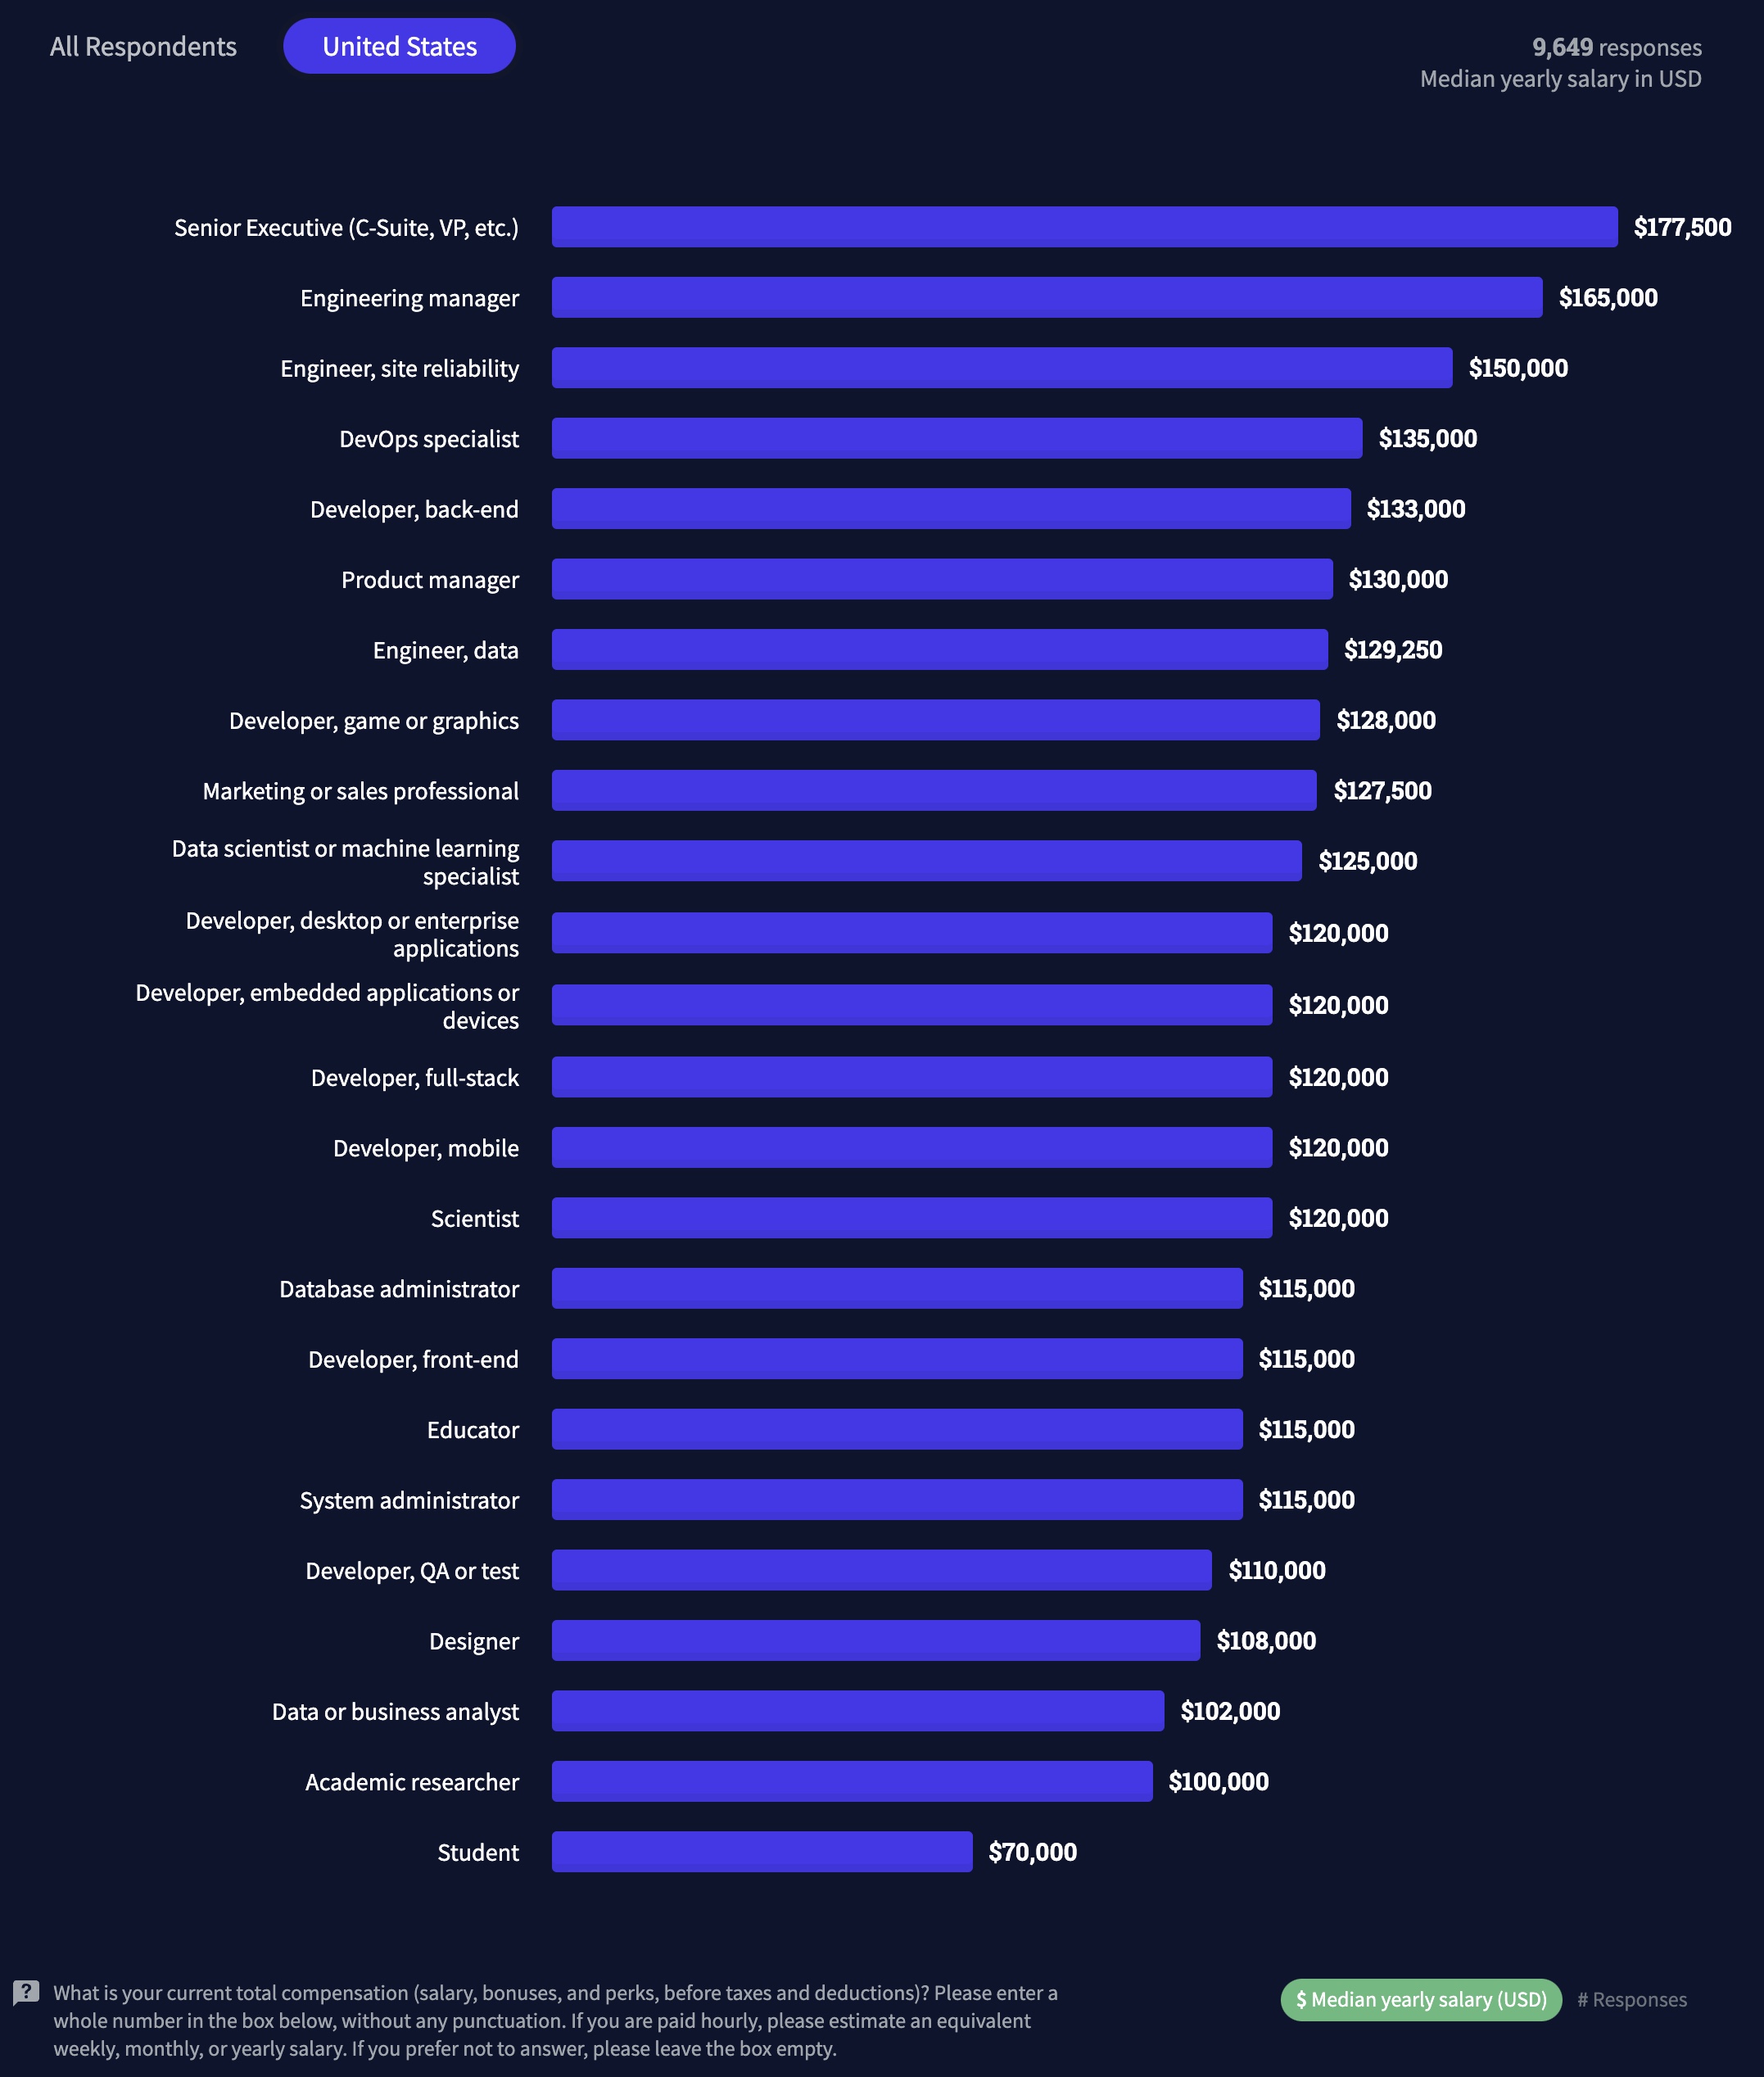 All Respondents United States
9,649 responses
Median yearly salary in USD
Senior Executive (C-Suite, VP, etc.) $177,500
Engineering manager $165,000
Engineer, site reliability $150,000
DevOps specialist $135,000
Developer, back-end $133,000
Product manager $130,000
Engineer, data $129,250
Developer, game or graphics $128,000
Marketing or sales professional $127,500
Data scientist or machine learning
specialist $125,000
Developer, desktop or enterprise
applications $120,000
Developer, embedded applications or
devices $120,000
Developer, full-stack $120,000
Developer, mobile $120,000
Scientist $120,000
Database administrator $115,000
Developer, front-end $115,000
Educator $115,000
System administrator $115,000
Developer, QA or test $110,000
Designer $108,000
Data or business analyst $102,000
Academic researcher $100,000
Student $70,000
? What is your current total compensation (salary, bonuses, and perks, before taxes and deductions)? Please enter a
whole number in the box below, without any punctuation. If you are paid hourly, please estimate an equivalent
weekly, monthly, or yearly salary. If you prefer not to answer, please leave the box empty.
$ Median yearly salary (USD) # Responses